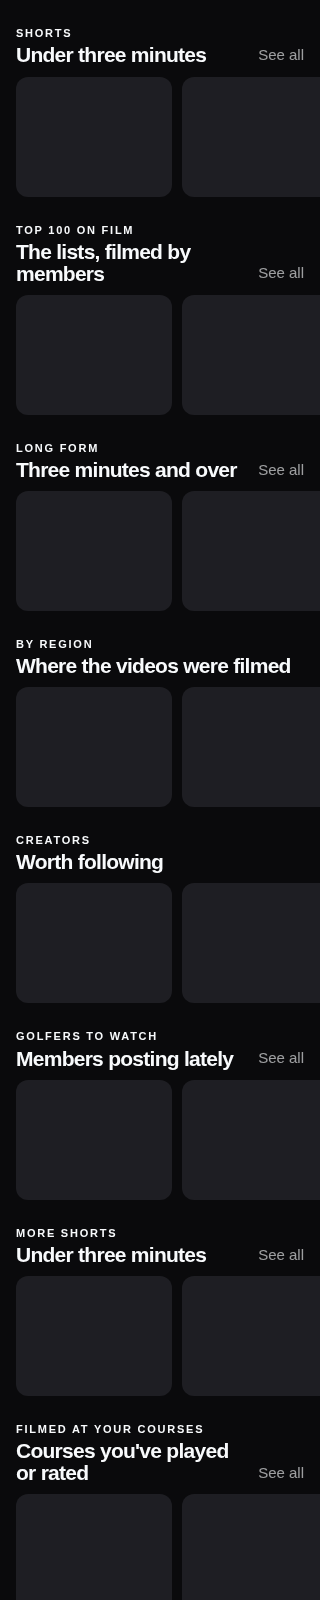 SHORTS
Under three minutes
See all
TOP 100 ON FILM
The lists, filmed by
members
See all
LONG FORM
Three minutes and over
See all
BY REGION
Where the videos were filmed
CREATORS
Worth following
GOLFERS TO WATCH
Members posting lately
See all
MORE SHORTS
Under three minutes
See all
FILMED AT YOUR COURSES
Courses you've played
or rated
See all